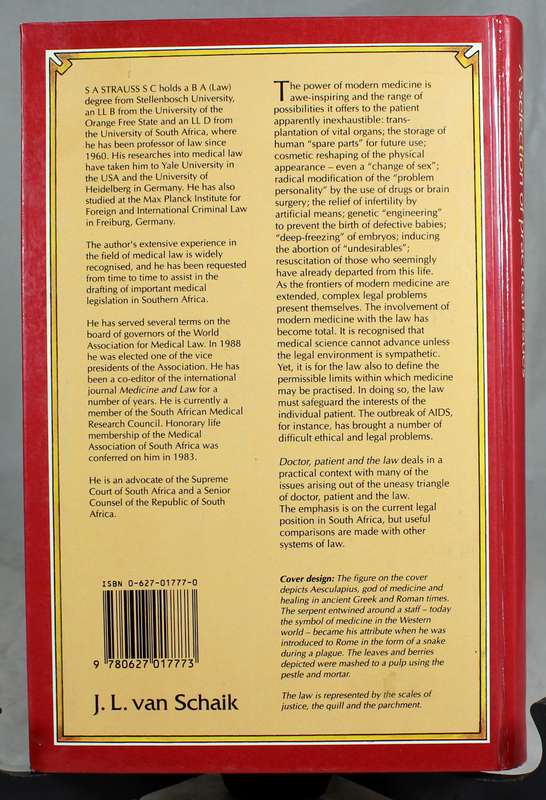 S A STRAUSS S C holds a B A (Law)
degree from Stellenbosch University,
an LL B from the University of the
Orange Free State and an LL D from
the University of South Africa, where
he has been professor of law since
1960. His researches into medical law
have taken him to Yale University in
the USA and the University of
Heidelberg in Germany. He has also
studied at the Max Planck Institute for
Foreign and International Criminal Law
in Freiburg, Germany.
The author's extensive experience in
the field of medical law is widely
recognised, and he has been requested
from time to time to assist in the
drafting of important medical
legislation in Southern Africa.
He has served several terms on the
board of governors of the World
Association for Medical Law. In 1988
he was elected one of the vice
presidents of the Association. He has
been a co-editor of the international
journal Medicine and Law for a
number of years. He is currently a
member of the South African Medical
Research Council. Honorary life
membership of the Medical
Association of South Africa was
conferred on him in 1983.
He is an advocate of the Supreme
Court of South Africa and a Senior
Counsel of the Republic of South
Africa.
ISBN 0-627-01777-0
9 780627 017773
J. L. van Schaik
The power of modern medicine is
awe-inspiring and the range of
possibilities it offers to the patient
apparently inexhaustible: trans-
plantation of vital organs; the storage of
human "spare parts" for future use;
cosmetic reshaping of the physical
appearance – even a "change of sex";
radical modification of the "problem
personality" by the use of drugs or brain
surgery; the relief of infertility by
artificial means; genetic "engineering"
to prevent the birth of defective babies;
"deep-freezing" of embryos; inducing
the abortion of "undesirables";
resuscitation of those who seemingly
have already departed from this life.
As the frontiers of modern medicine are
extended, complex legal problems
present themselves. The involvement of
modern medicine with the law has
become total. It is recognised that
medical science cannot advance unless
the legal environment is sympathetic.
Yet, it is for the law also to define the
permissible limits within which medicine
may be practised. In doing so, the law
must safeguard the interests of the
individual patient. The outbreak of AIDS,
for instance, has brought a number of
difficult ethical and legal problems.
Doctor, patient and the law deals in a
practical context with many of the
issues arising out of the uneasy triangle
of doctor, patient and the law.
The emphasis is on the current legal
position in South Africa, but useful
comparisons are made with other
systems of law.
Cover design: The figure on the cover
depicts Aesculapius, god of medicine and
healing in ancient Greek and Roman times.
The serpent entwined around a staff – today
the symbol of medicine in the Western
world – became his attribute when he was
introduced to Rome in the form of a snake
during a plague. The leaves and berries
depicted were mashed to a pulp using the
pestle and mortar.
The law is represented by the scales of
justice, the quill and the parchment.
A selection of practical issues